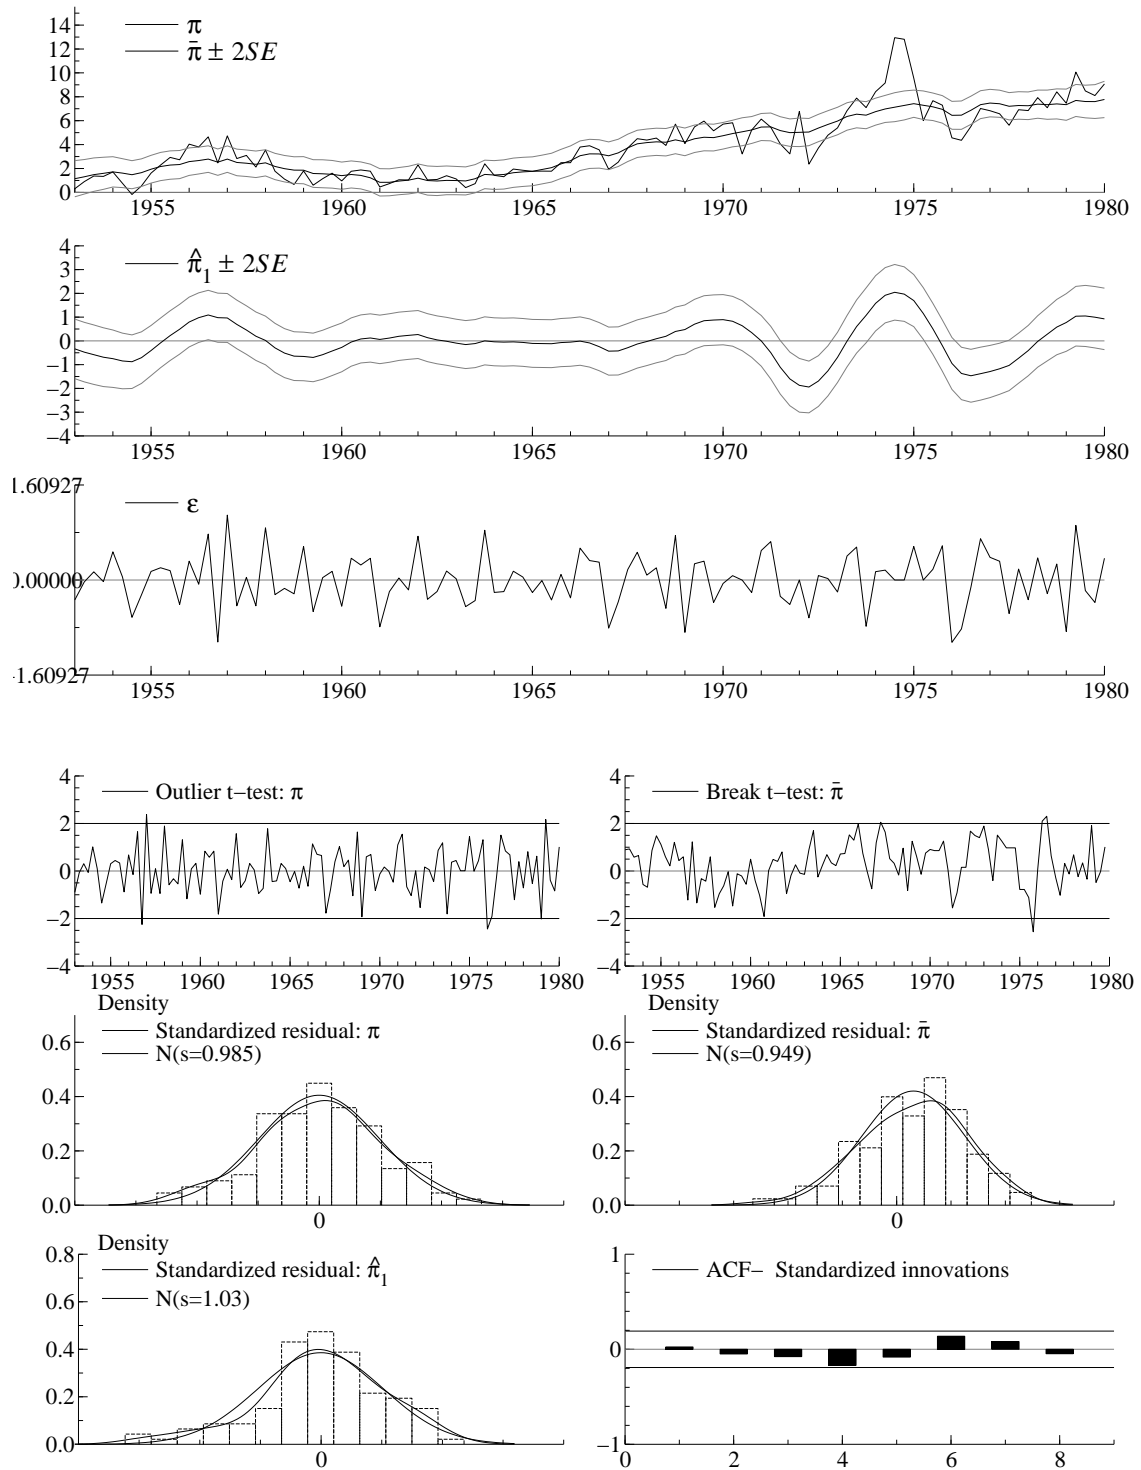 14
12
10
8
6
4
2
0
π
π̄ ± 2SE
1955 1960 1965 1970 1975 1980
4
3
2
1
0
−1
−2
−3
−4
π̂1 ± 2SE
1955 1960 1965 1970 1975 1980
1.60927
0.00000
-1.60927
ε
1955 1960 1965 1970 1975 1980
4
2
0
−2
−4
Outlier t−test: π
1955 1960 1965 1970 1975 1980
4
2
0
−2
−4
Break t−test: π̄
1955 1960 1965 1970 1975 1980
Density
0.6
0.4
0.2
0.0
Standardized residual: π
N(s=0.985)
0
Density
0.6
0.4
0.2
0.0
Standardized residual: π̄
N(s=0.949)
0
Density
0.8
0.6
0.4
0.2
0.0
Standardized residual: π̂1
N(s=1.03)
0
1
0
−1
ACF− Standardized innovations
0 2 4 6 8